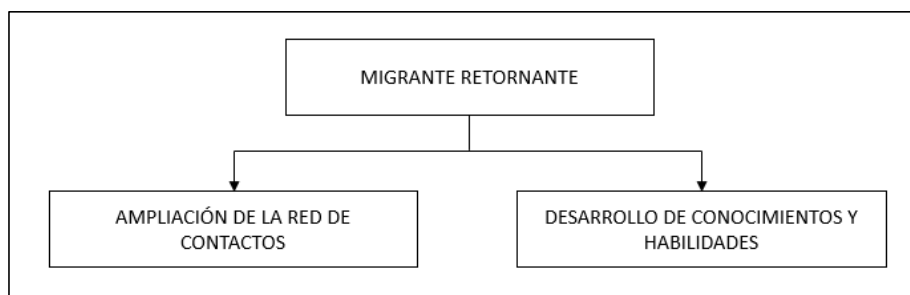 MIGRANTE RETORNANTE
AMPLIACIÓN DE LA RED DE
CONTACTOS
DESARROLLO DE CONOCIMIENTOS Y
HABILIDADES